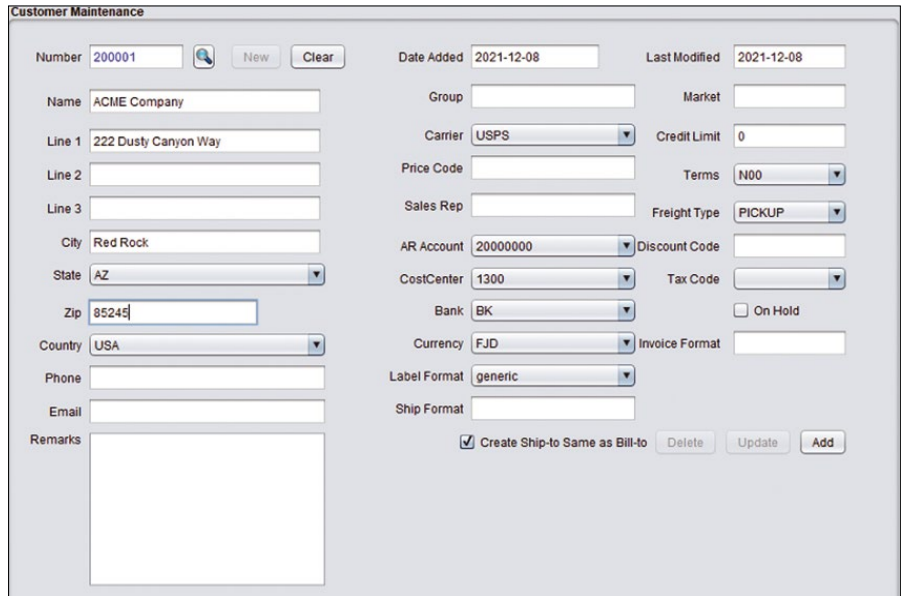 Customer Maintenance
Number 200001 New Clear
Name ACME Company
Line 1 222 Dusty Canyon Way
Line 2
Line 3
City Red Rock
State AZ
Zip 85245
Country USA
Phone
Email
Remarks
Date Added 2021-12-08 Last Modified 2021-12-08
Group Market
Carrier USPS Credit Limit 0
Price Code Terms N00
Sales Rep Freight Type PICKUP
AR Account 20000000 Discount Code
CostCenter 1300 Tax Code
Bank BK On Hold
Currency FJD Invoice Format
Label Format generic
Ship Format
Create Ship-to Same as Bill-to Delete Update Add